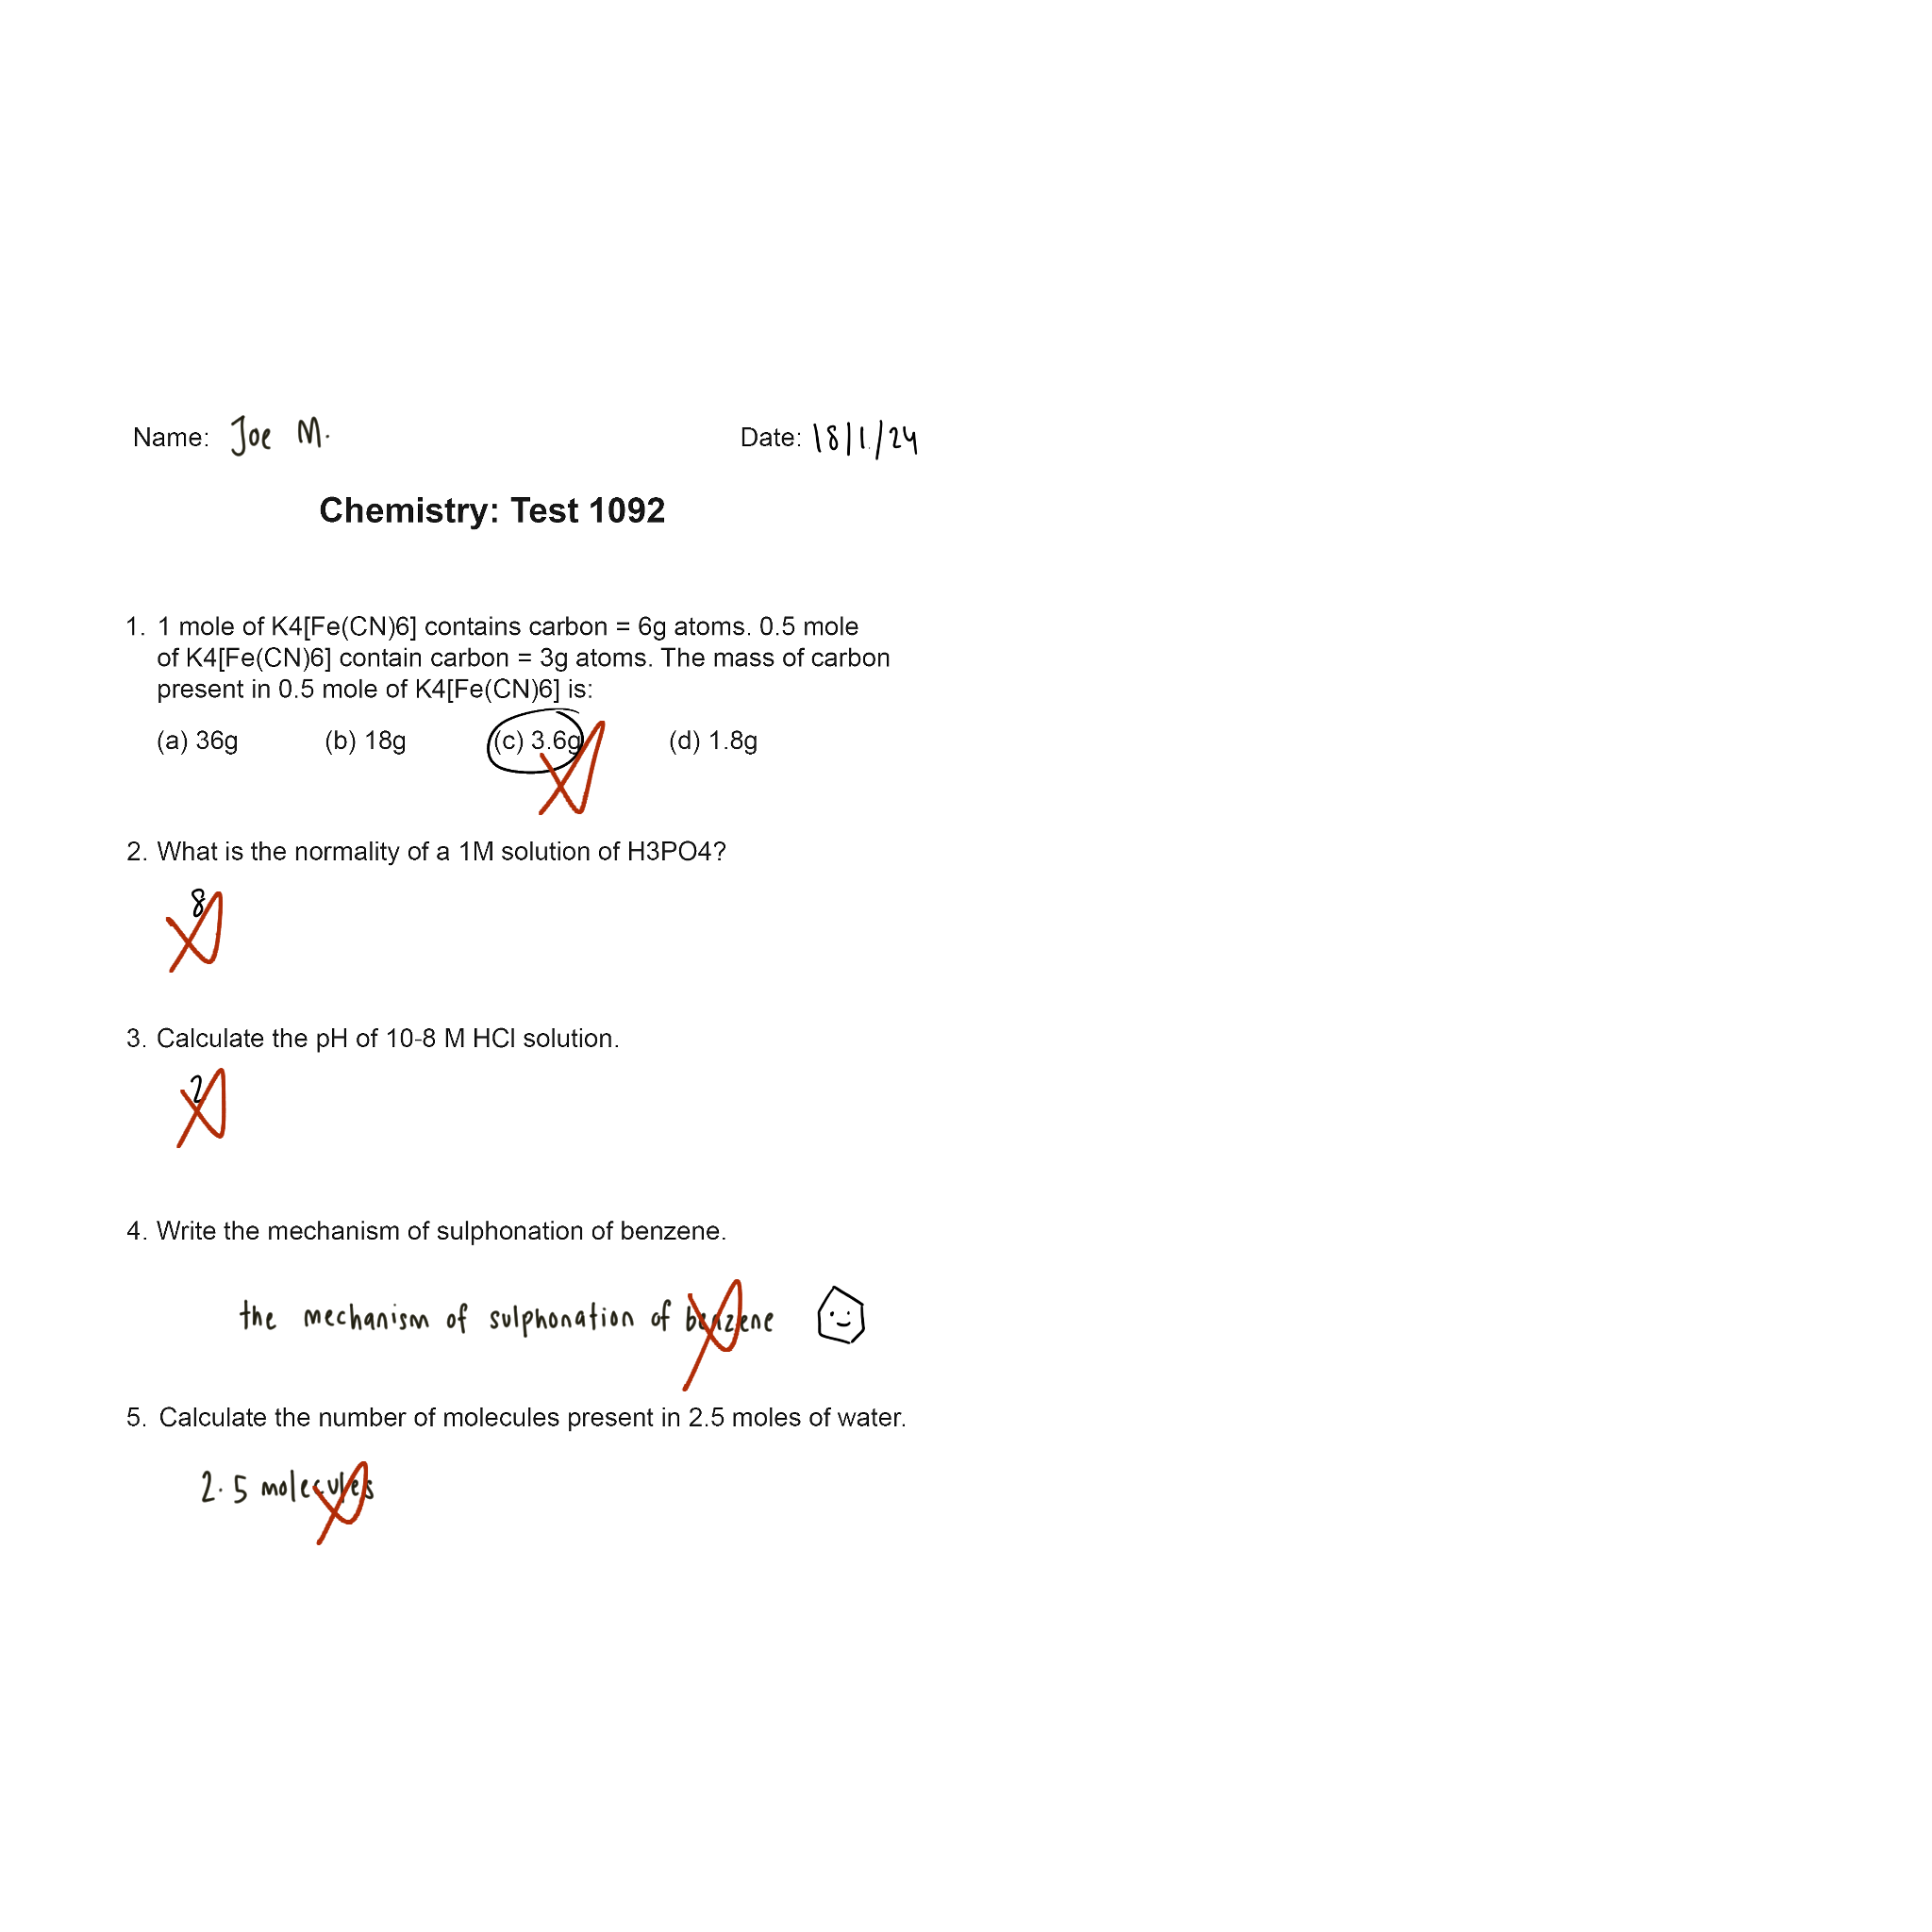 Name: Joe M.
Date: 18/1/24
Chemistry: Test 1092
1. 1 mole of K4[Fe(CN)6] contains carbon = 6g atoms. 0.5 mole
of K4[Fe(CN)6] contain carbon = 3g atoms. The mass of carbon
present in 0.5 mole of K4[Fe(CN)6] is:
(a) 36g (b) 18g (c) 3.6g (d) 1.8g
2. What is the normality of a 1M solution of H3PO4?
8
3. Calculate the pH of 10-8 M HCl solution.
2
4. Write the mechanism of sulphonation of benzene.
the mechanism of sulphonation of benzene
5. Calculate the number of molecules present in 2.5 moles of water.
2.5 molecules